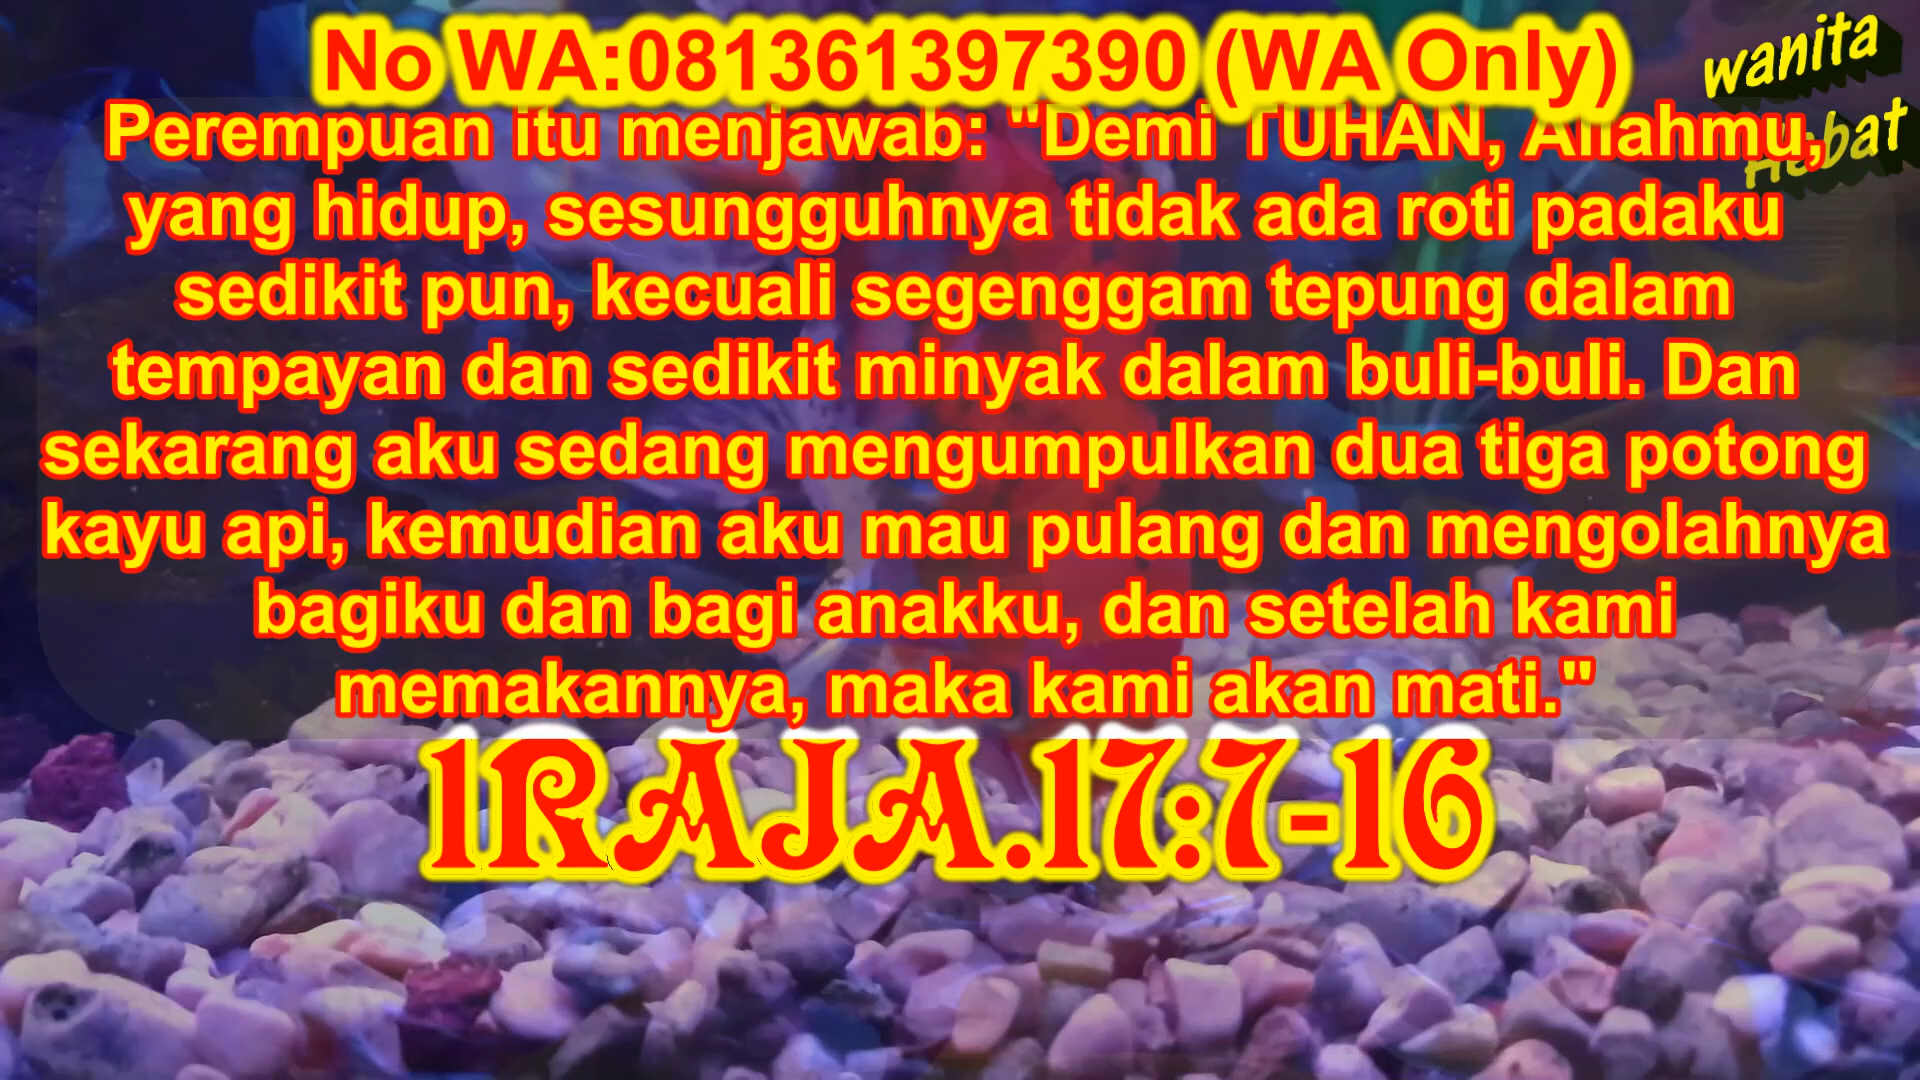 No WA:081361397390 (WA Only)
wanita
Hebat
Perempuan itu menjawab: "Demi TUHAN, Allahmu,
yang hidup, sesungguhnya tidak ada roti padaku
sedikit pun, kecuali segenggam tepung dalam
tempayan dan sedikit minyak dalam buli-buli. Dan
sekarang aku sedang mengumpulkan dua tiga potong
kayu api, kemudian aku mau pulang dan mengolahnya
bagiku dan bagi anakku, dan setelah kami
memakannya, maka kami akan mati."
1RAJA.17:7-16